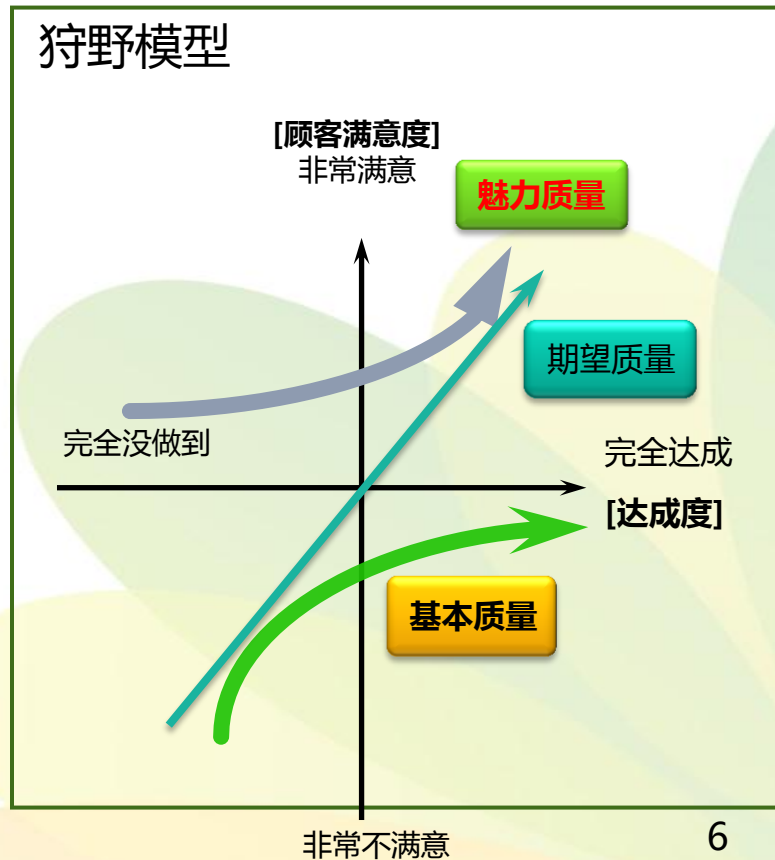 狩野模型
[顾客满意度]
非常满意
魅力质量
期望质量
完全没做到
完全达成
[达成度]
基本质量
非常不满意
6